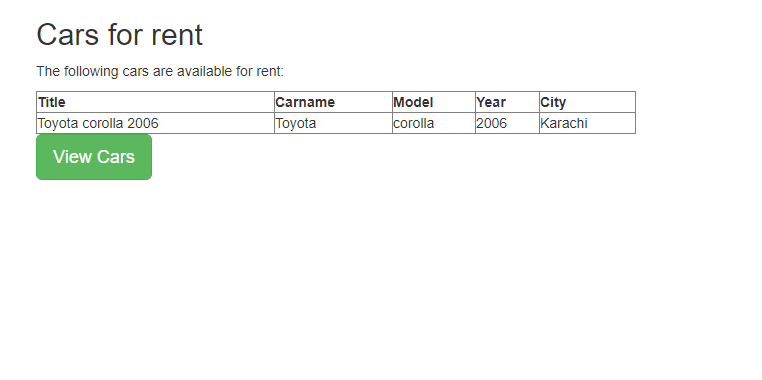 Cars for rent
The following cars are available for rent:
Title Carname Model Year City
Toyota corolla 2006 Toyota corolla 2006 Karachi
View Cars